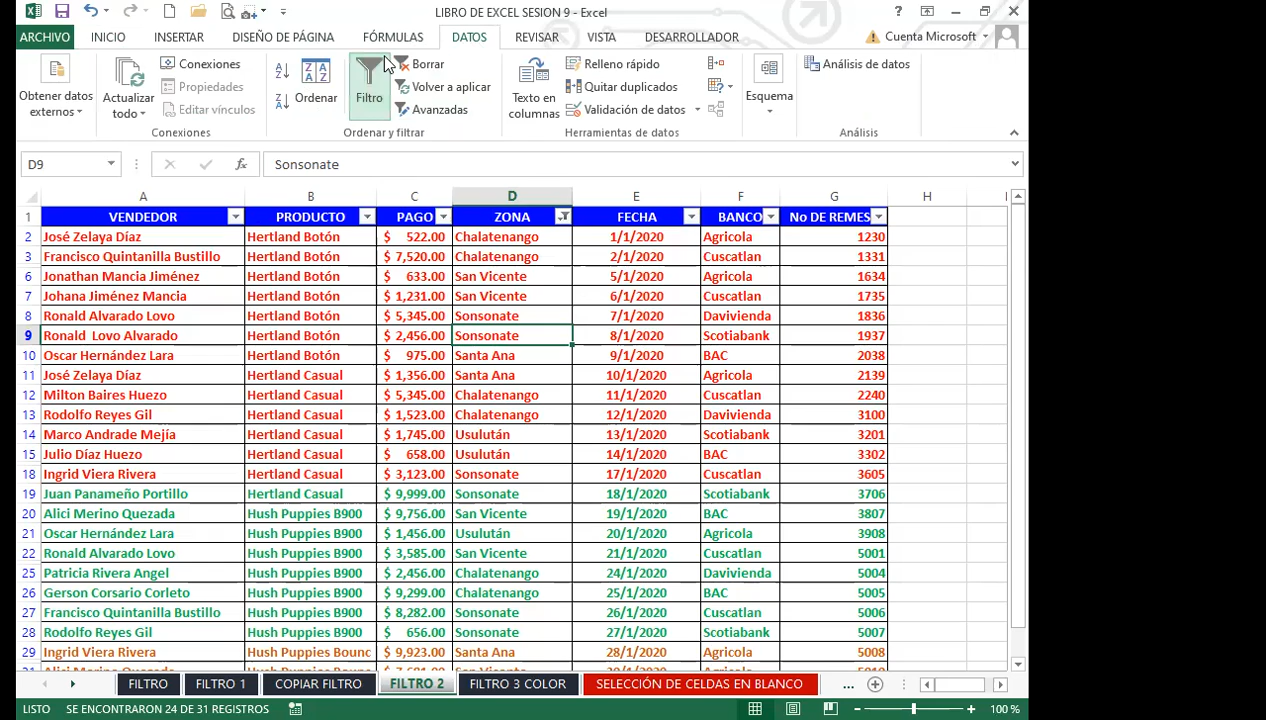 LIBRO DE EXCEL SESION 9 - Excel
ARCHIVO INICIO INSERTAR DISEÑO DE PÁGINA FÓRMULAS DATOS REVISAR VISTA DESARROLLADOR Cuenta Microsoft
Obtener datos externos
Actualizar todo
Conexiones
Propiedades
Editar vínculos
Conexiones
Ordenar
Filtro
Borrar
Volver a aplicar
Avanzadas
Ordenar y filtrar
Texto en columnas
Relleno rápido
Quitar duplicados
Validación de datos
Herramientas de datos
Esquema
Análisis de datos
Análisis
D9 fx Sonsonate
A B C D E F G H I
1 VENDEDOR PRODUCTO PAGO ZONA FECHA BANCO No DE REMES
2 José Zelaya Díaz Hertland Botón $ 522.00 Chalatenango 1/1/2020 Agricola 1230
3 Francisco Quintanilla Bustillo Hertland Botón $ 7,520.00 Chalatenango 2/1/2020 Cuscatlan 1331
6 Jonathan Mancia Jiménez Hertland Botón $ 633.00 San Vicente 5/1/2020 Agricola 1634
7 Johana Jiménez Mancia Hertland Botón $ 1,231.00 San Vicente 6/1/2020 Cuscatlan 1735
8 Ronald Alvarado Lovo Hertland Botón $ 5,345.00 Sonsonate 7/1/2020 Davivienda 1836
9 Ronald Lovo Alvarado Hertland Botón $ 2,456.00 Sonsonate 8/1/2020 Scotiabank 1937
10 Oscar Hernández Lara Hertland Botón $ 975.00 Santa Ana 9/1/2020 BAC 2038
11 José Zelaya Díaz Hertland Casual $ 1,356.00 Santa Ana 10/1/2020 Agricola 2139
12 Milton Baires Huezo Hertland Casual $ 5,345.00 Chalatenango 11/1/2020 Cuscatlan 2240
13 Rodolfo Reyes Gil Hertland Casual $ 1,523.00 Chalatenango 12/1/2020 Davivienda 3100
14 Marco Andrade Mejía Hertland Casual $ 1,745.00 Usulután 13/1/2020 Scotiabank 3201
15 Julio Díaz Huezo Hertland Casual $ 658.00 Usulután 14/1/2020 BAC 3302
18 Ingrid Viera Rivera Hertland Casual $ 3,123.00 Sonsonate 17/1/2020 Cuscatlan 3605
19 Juan Panameño Portillo Hertland Casual $ 9,999.00 Sonsonate 18/1/2020 Scotiabank 3706
20 Alici Merino Quezada Hush Puppies B900 $ 9,756.00 San Vicente 19/1/2020 BAC 3807
21 Oscar Hernández Lara Hush Puppies B900 $ 1,456.00 Usulután 20/1/2020 Agricola 3908
22 Ronald Alvarado Lovo Hush Puppies B900 $ 3,585.00 San Vicente 21/1/2020 Cuscatlan 5001
25 Patricia Rivera Angel Hush Puppies B900 $ 2,456.00 Chalatenango 24/1/2020 Davivienda 5004
26 Gerson Corsario Corleto Hush Puppies B900 $ 9,299.00 Chalatenango 25/1/2020 BAC 5005
27 Francisco Quintanilla Bustillo Hush Puppies B900 $ 8,282.00 Sonsonate 26/1/2020 Cuscatlan 5006
28 Rodolfo Reyes Gil Hush Puppies B900 $ 656.00 Sonsonate 27/1/2020 Scotiabank 5007
29 Ingrid Viera Rivera Hush Puppies Bounc $ 9,923.00 Santa Ana 28/1/2020 Agricola 5008
FILTRO FILTRO 1 COPIAR FILTRO FILTRO 2 FILTRO 3 COLOR SELECCIÓN DE CELDAS EN BLANCO ...
LISTO SE ENCONTRARON 24 DE 31 REGISTROS 100 %